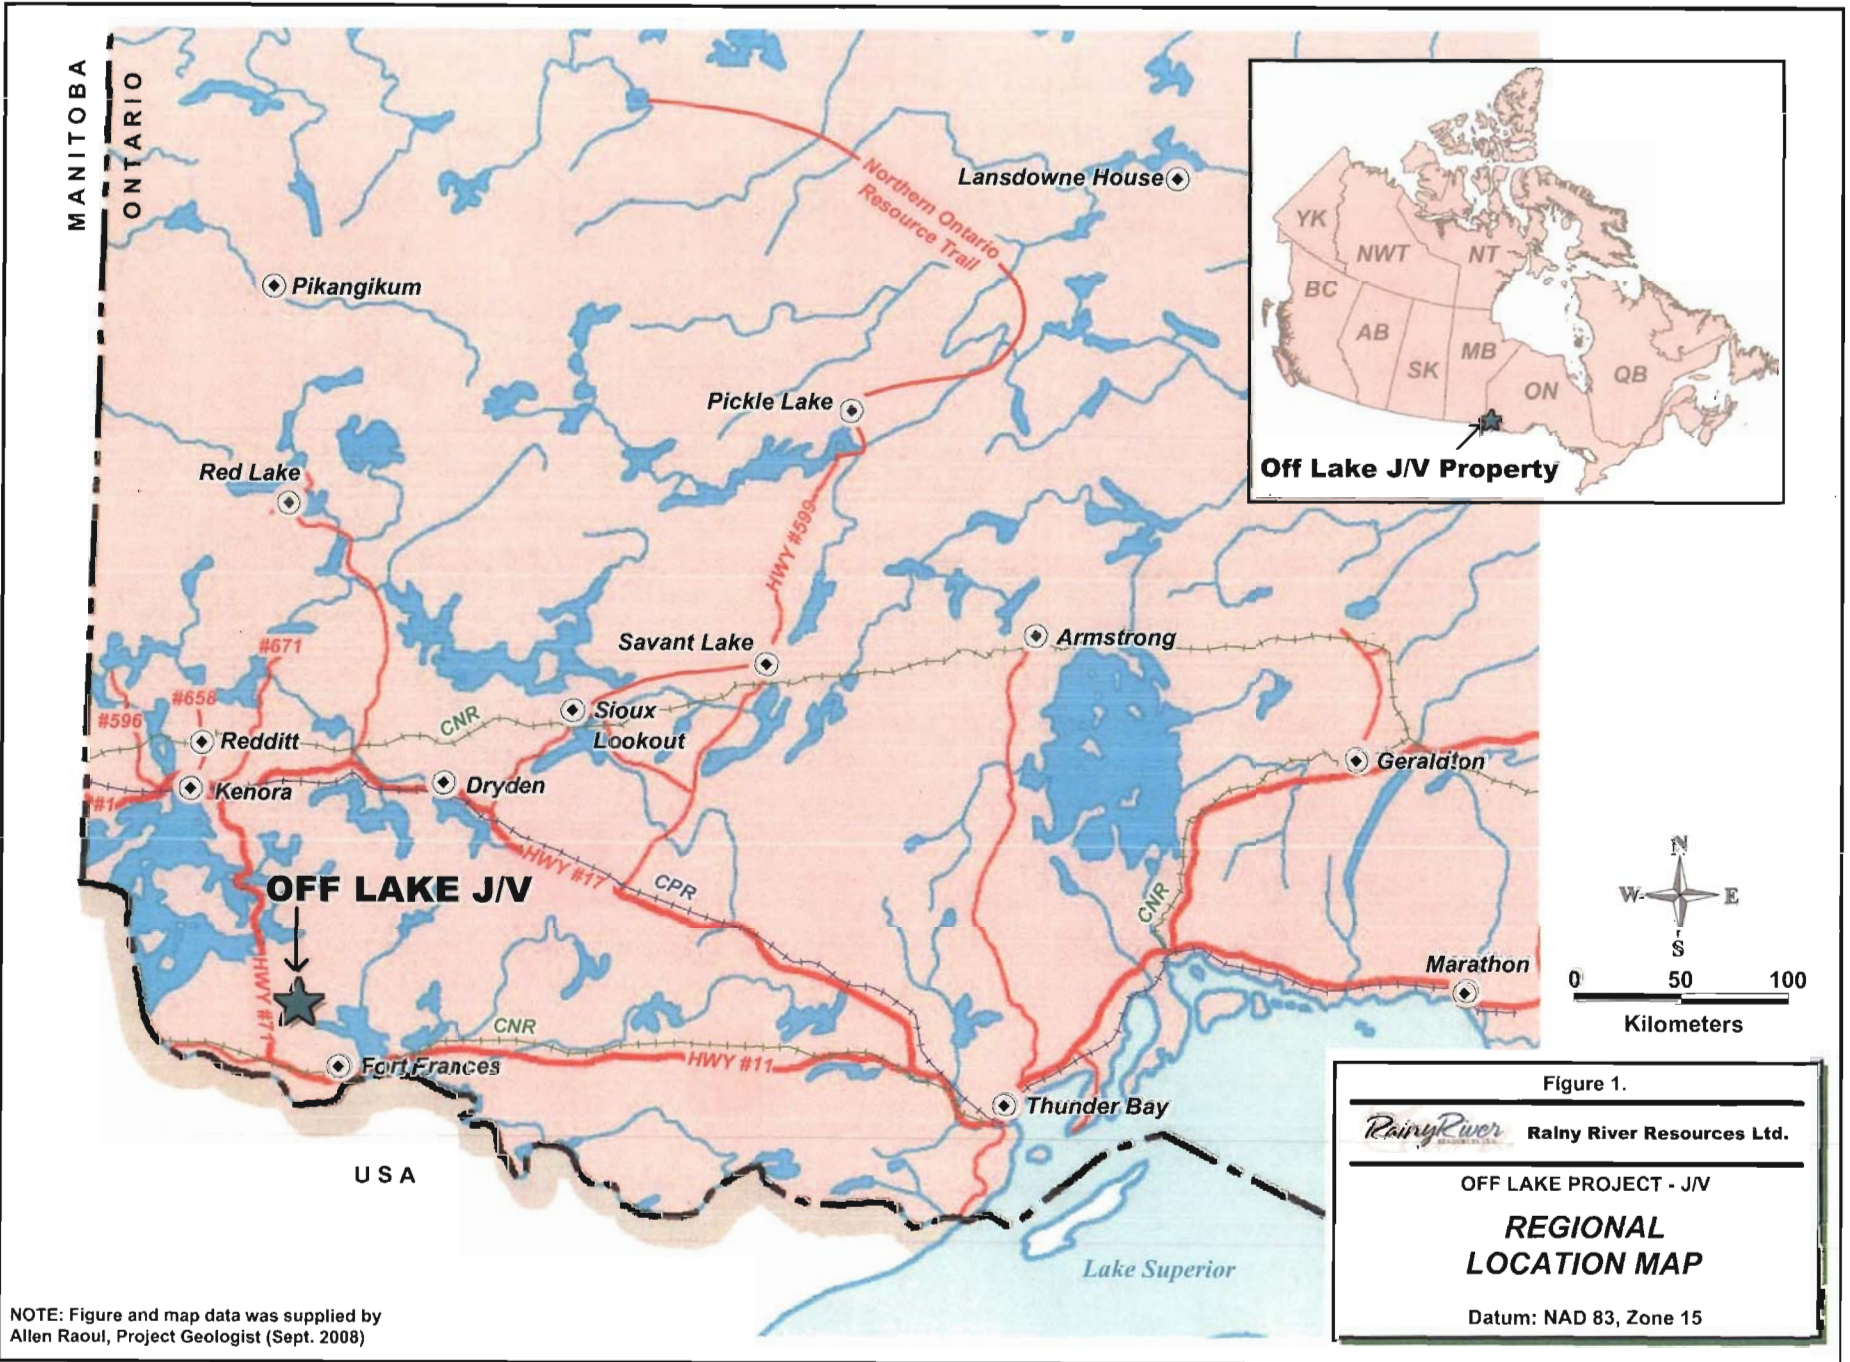 MANITOBA
ONTARIO
Northern Ontario
Resource Trail
Lansdowne House
Pikangikum
Pickle Lake
Red Lake
HWY #599
Savant Lake
Armstrong
#671
#658
#596
CNR
Sioux
Lookout
Redditt
Geraldton
#1
Kenora
Dryden
HWY #17
CPR
OFF LAKE J/V
CNR
HWY #71
Marathon
CNR
Fort Frances
HWY #11
Thunder Bay
USA
Lake Superior
YK
NWT
NT
BC
AB
SK
MB
ON
QB
Off Lake J/V Property
N
W E
S
0 50 100
Kilometers
Figure 1.
RainyRiver
Rainy River Resources Ltd.
OFF LAKE PROJECT - J/V
REGIONAL
LOCATION MAP
Datum: NAD 83, Zone 15
NOTE: Figure and map data was supplied by
Allen Raoul, Project Geologist (Sept. 2008)